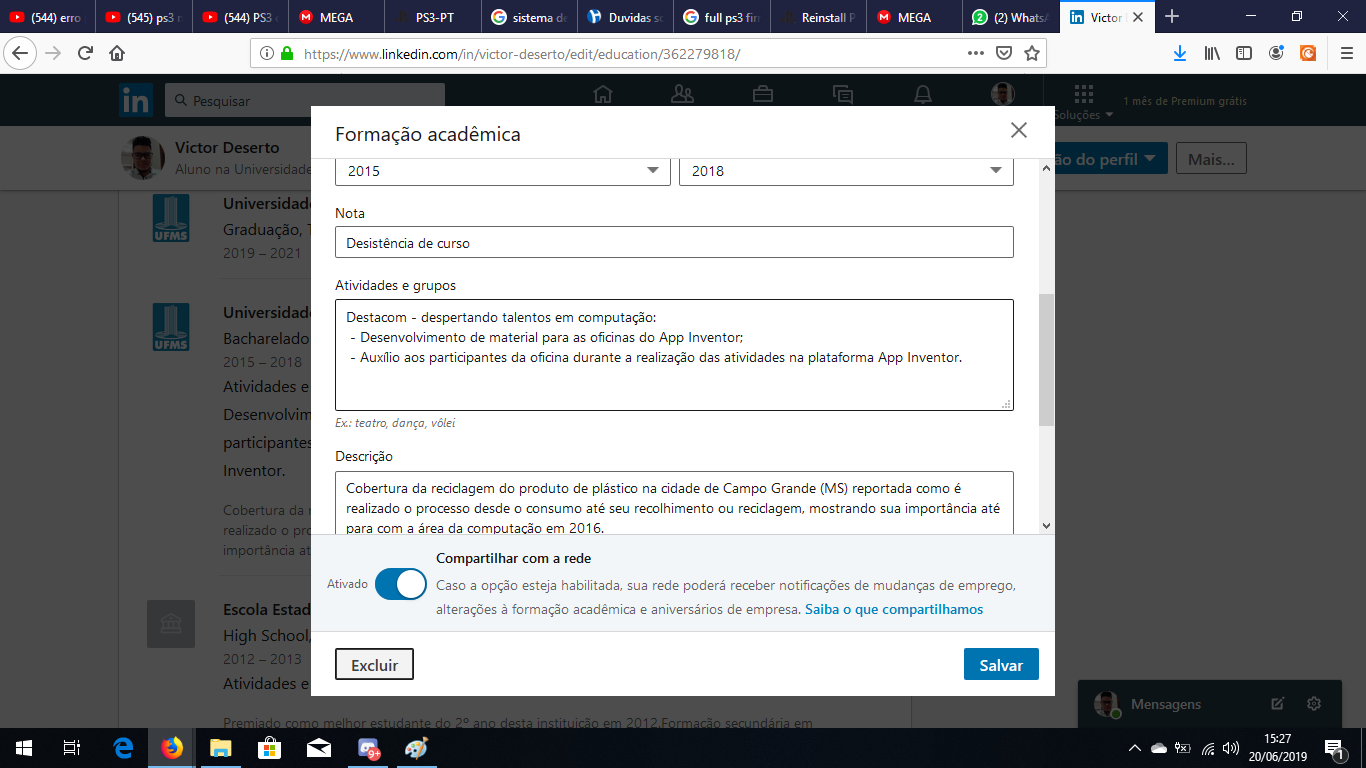 (544) erro
(545) ps3
(544) PS3
MEGA
PS3-PT
sistema de
Duvidas so
full ps3 firm
Reinstall P
MEGA
(2) Whats
Victor
https://www.linkedin.com/in/victor-deserto/edit/education/362279818/
in
Pesquisar
Soluções
1 mês de Premium grátis
Victor Deserto
Aluno na Universidade
ão do perfil
Mais...
Formação acadêmica
2015
2018
Nota
Desistência de curso
Atividades e grupos
Destacom - despertando talentos em computação:
- Desenvolvimento de material para as oficinas do App Inventor;
- Auxílio aos participantes da oficina durante a realização das atividades na plataforma App Inventor.
Ex.: teatro, dança, vôlei
Descrição
Cobertura da reciclagem do produto de plástico na cidade de Campo Grande (MS) reportada como é
realizado o processo desde o consumo até seu recolhimento ou reciclagem, mostrando sua importância até
para com a área da computação em 2016.
Ativado
Compartilhar com a rede
Caso a opção esteja habilitada, sua rede poderá receber notificações de mudanças de emprego,
alterações à formação acadêmica e aniversários de empresa. Saiba o que compartilhamos
Excluir
Salvar
UFMS
Universidad
Graduação, T
2019 – 2021
UFMS
Universidad
Bacharelado
2015 – 2018
Atividades e
Desenvolvim
participantes
Inventor.
Cobertura da
realizado o pro
importância at
Escola Estad
High School,
2012 – 2013
Atividades e
Premiado como melhor estudante do 2º ano desta instituição em 2012.Formação secundária em
Mensagens
9+
15:27
20/06/2019
1